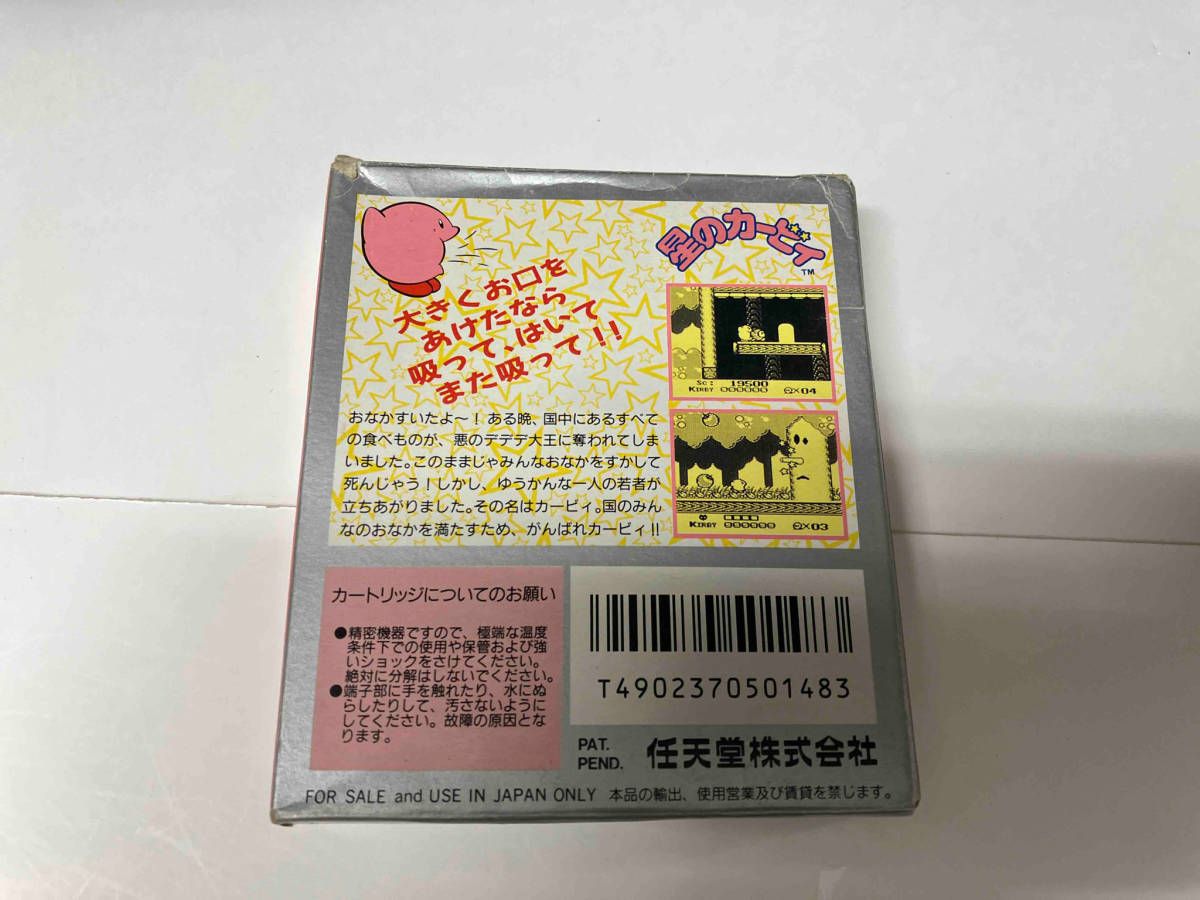 星のカービィ
TM
大きくお口を
あけたなら
吸って、はいて
また吸って!!
Sc: 19500
KIRBY 000000 ×04
KIRBY ×03
おなかすいたよ〜！ある晩、国中にあるすべて
の食べものが、悪のデデデ大王に奪われてしま
いました。このままじゃみんなおなかをすかして
死んじゃう！しかし、ゆうかんな一人の若者が
立ちあがりました。その名はカービィ。国のみん
なのおなかを満たすため、がんばれカービィ!!
カートリッジについてのお願い
●精密機器ですので、極端な温度
条件下での使用や保管および強
いショックをさけてください。
絶対に分解はしないでください。
●端子部に手を触れたり、水にぬ
らしたりして、汚さないように
してください。故障の原因とな
ります。
T4902370501483
PAT.
PEND.
任天堂株式会社
FOR SALE and USE IN JAPAN ONLY 本品の輸出、使用営業及び賃貸を禁じます。